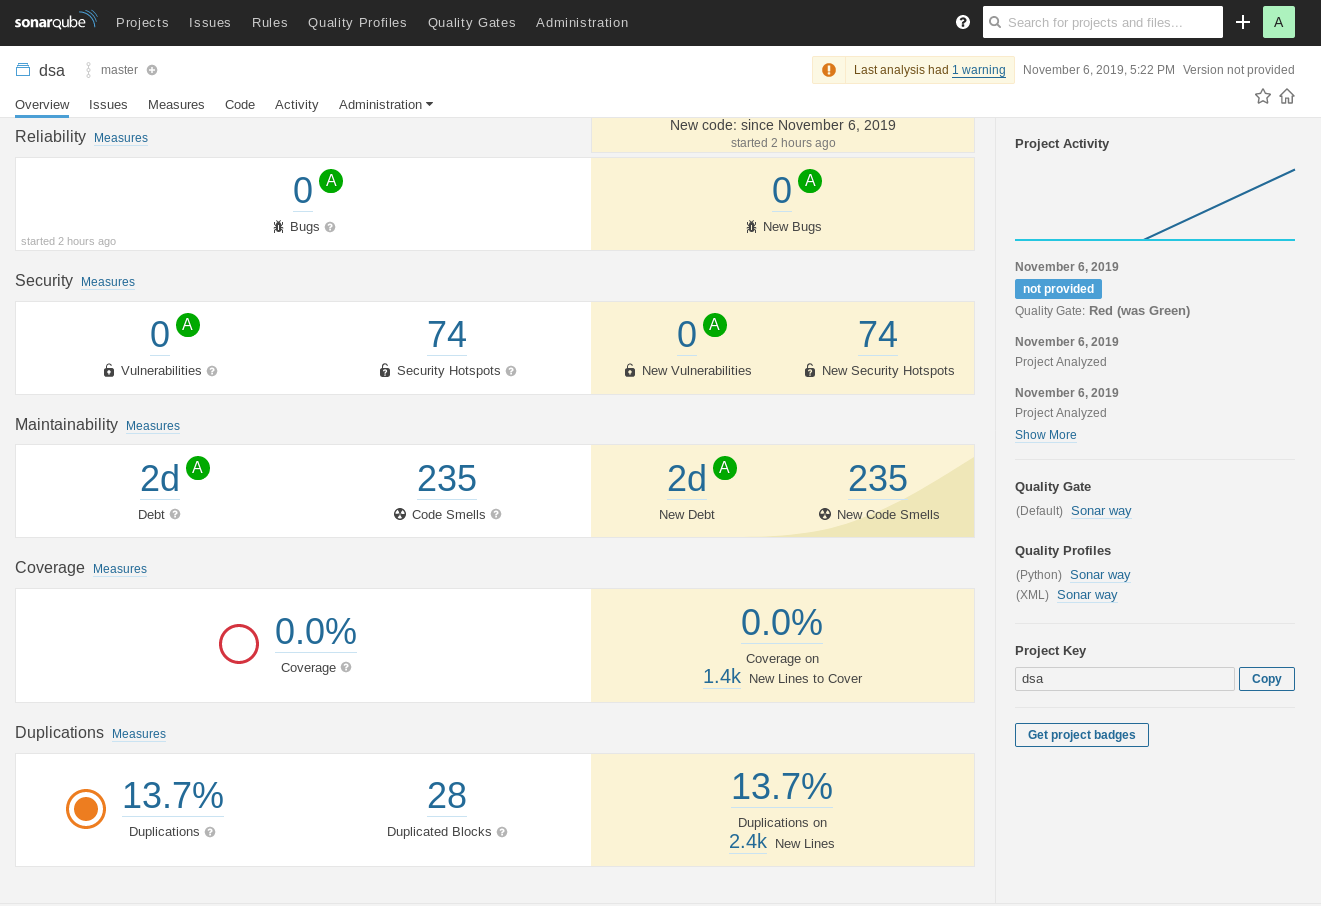 sonarqube Projects Issues Rules Quality Profiles Quality Gates Administration ? Search for projects and files... + A
dsa master Last analysis had 1 warning November 6, 2019, 5:22 PM Version not provided
Overview Issues Measures Code Activity Administration
Reliability Measures
New code: since November 6, 2019
started 2 hours ago
0 A 0 A
Bugs ? New Bugs
started 2 hours ago
Security Measures
0 A 74 0 A 74
Vulnerabilities ? Security Hotspots ? New Vulnerabilities New Security Hotspots
Maintainability Measures
2d A 235 2d A 235
Debt ? Code Smells ? New Debt New Code Smells
Coverage Measures
0.0% 0.0%
Coverage ? Coverage on
1.4k New Lines to Cover
Duplications Measures
13.7% 28 13.7%
Duplications ? Duplicated Blocks ? Duplications on
2.4k New Lines
Project Activity
November 6, 2019
not provided
Quality Gate: Red (was Green)
November 6, 2019
Project Analyzed
November 6, 2019
Project Analyzed
Show More
Quality Gate
(Default) Sonar way
Quality Profiles
(Python) Sonar way
(XML) Sonar way
Project Key
dsa Copy
Get project badges